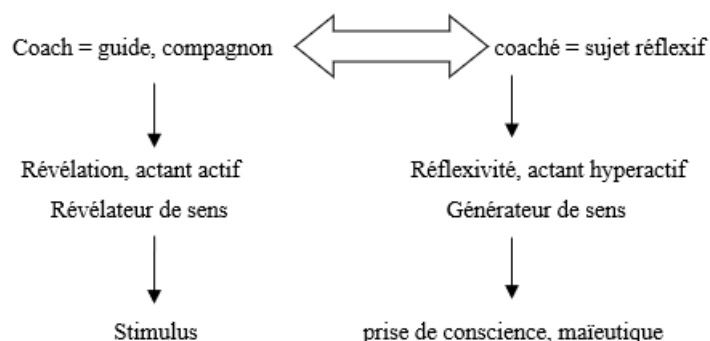 Coach = guide, compagnon
coaché = sujet réflexif
Révélation, actant actif
Révélateur de sens
Réflexivité, actant hyperactif
Générateur de sens
Stimulus
prise de conscience, maïeutique